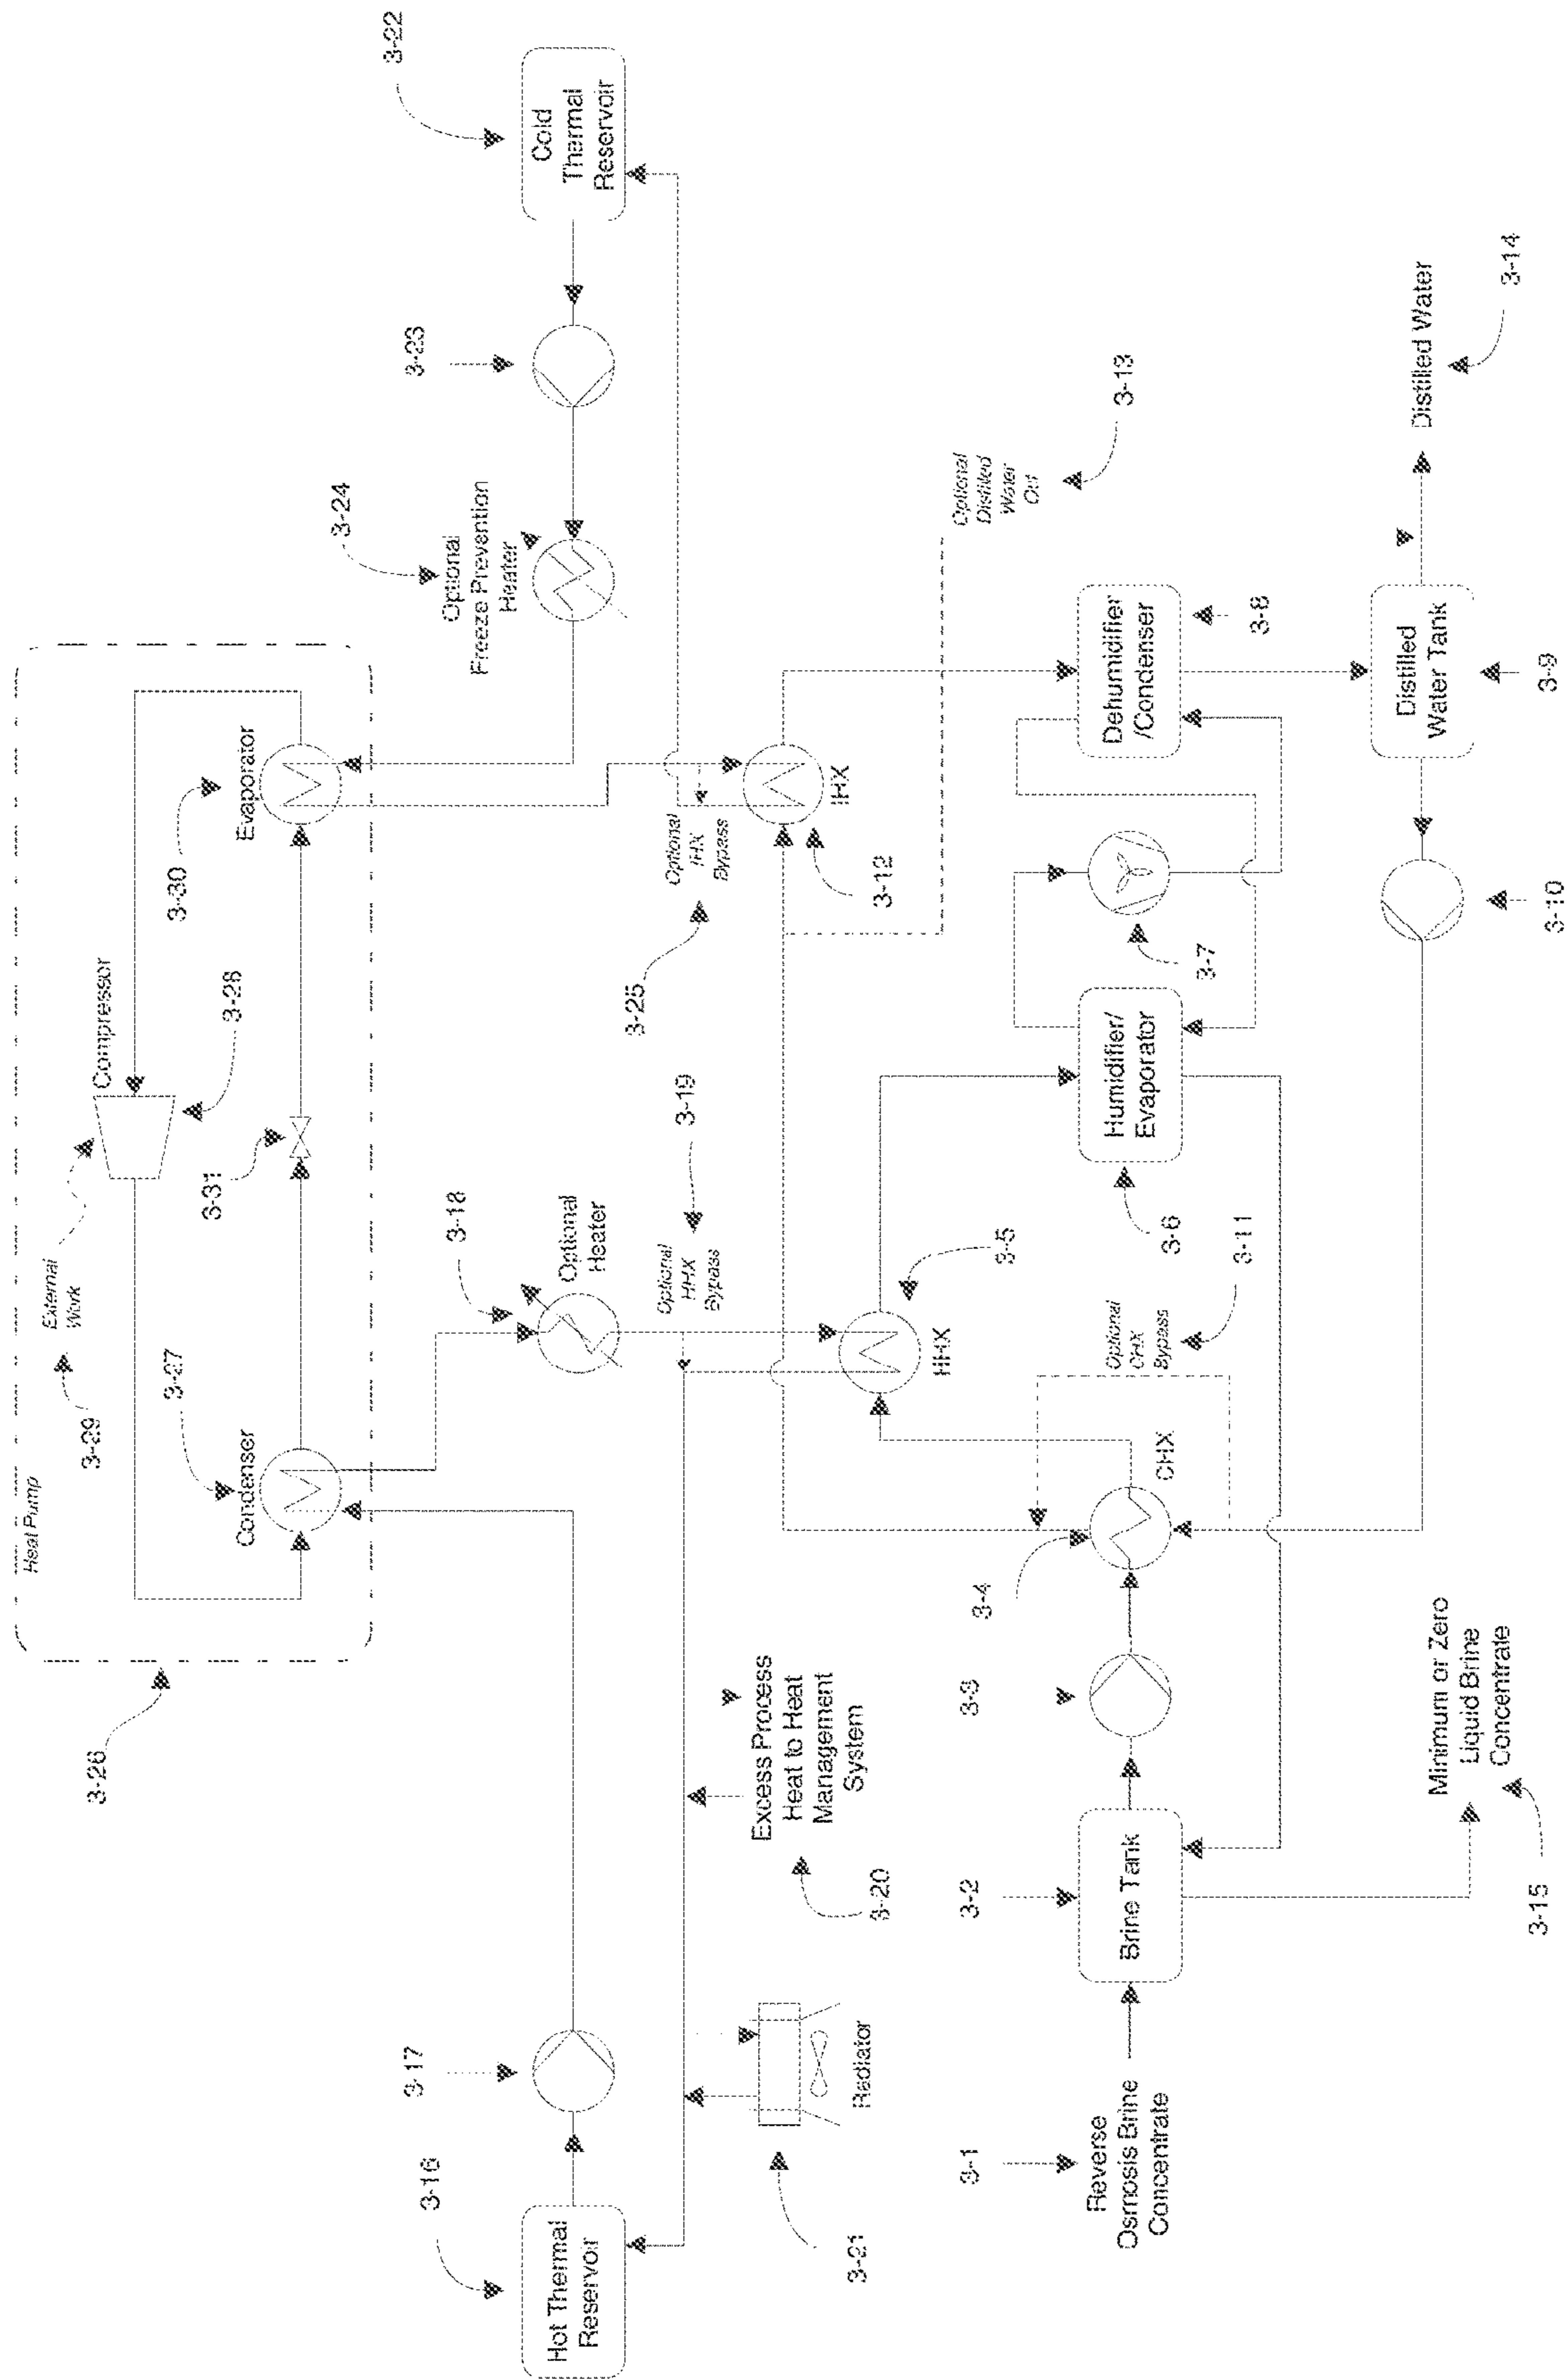 Heat Pump
3-26
3-29
External
Work
Compressor
3-28
3-27
Condenser
3-31
3-30
Evaporator
3-16
Hot Thermal
Reservoir
3-17
3-18
Optional
Heater
3-24
Optional
Freeze Prevention
Heater
3-23
3-22
Cold
Thermal
Reservoir
3-21
Radiator
3-20
Excess Process
Heat to Heat
Management
System
3-19
Optional
HHX
Bypass
3-25
Optional
IHX
Bypass
HHX
3-5
3-12
IHX
Optional
Distilled
Water
Out
3-13
3-1
Reverse
Osmosis Brine
Concentrate
3-2
Brine Tank
3-3
3-4
CHX
Optional
CHX
Bypass
3-11
3-6
Humidifier/
Evaporator
3-7
Dehumidifier
/Condenser
3-8
3-15
Minimum or Zero
Liquid Brine
Concentrate
3-10
Distilled
Water Tank
3-9
Distilled Water
3-14